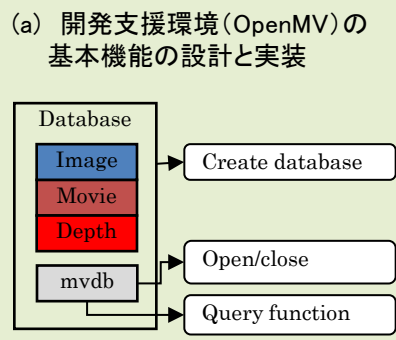 (a) 開発支援環境(OpenMV)の
基本機能の設計と実装
Database
Image
Movie
Depth
mvdb
Create database
Open/close
Query function